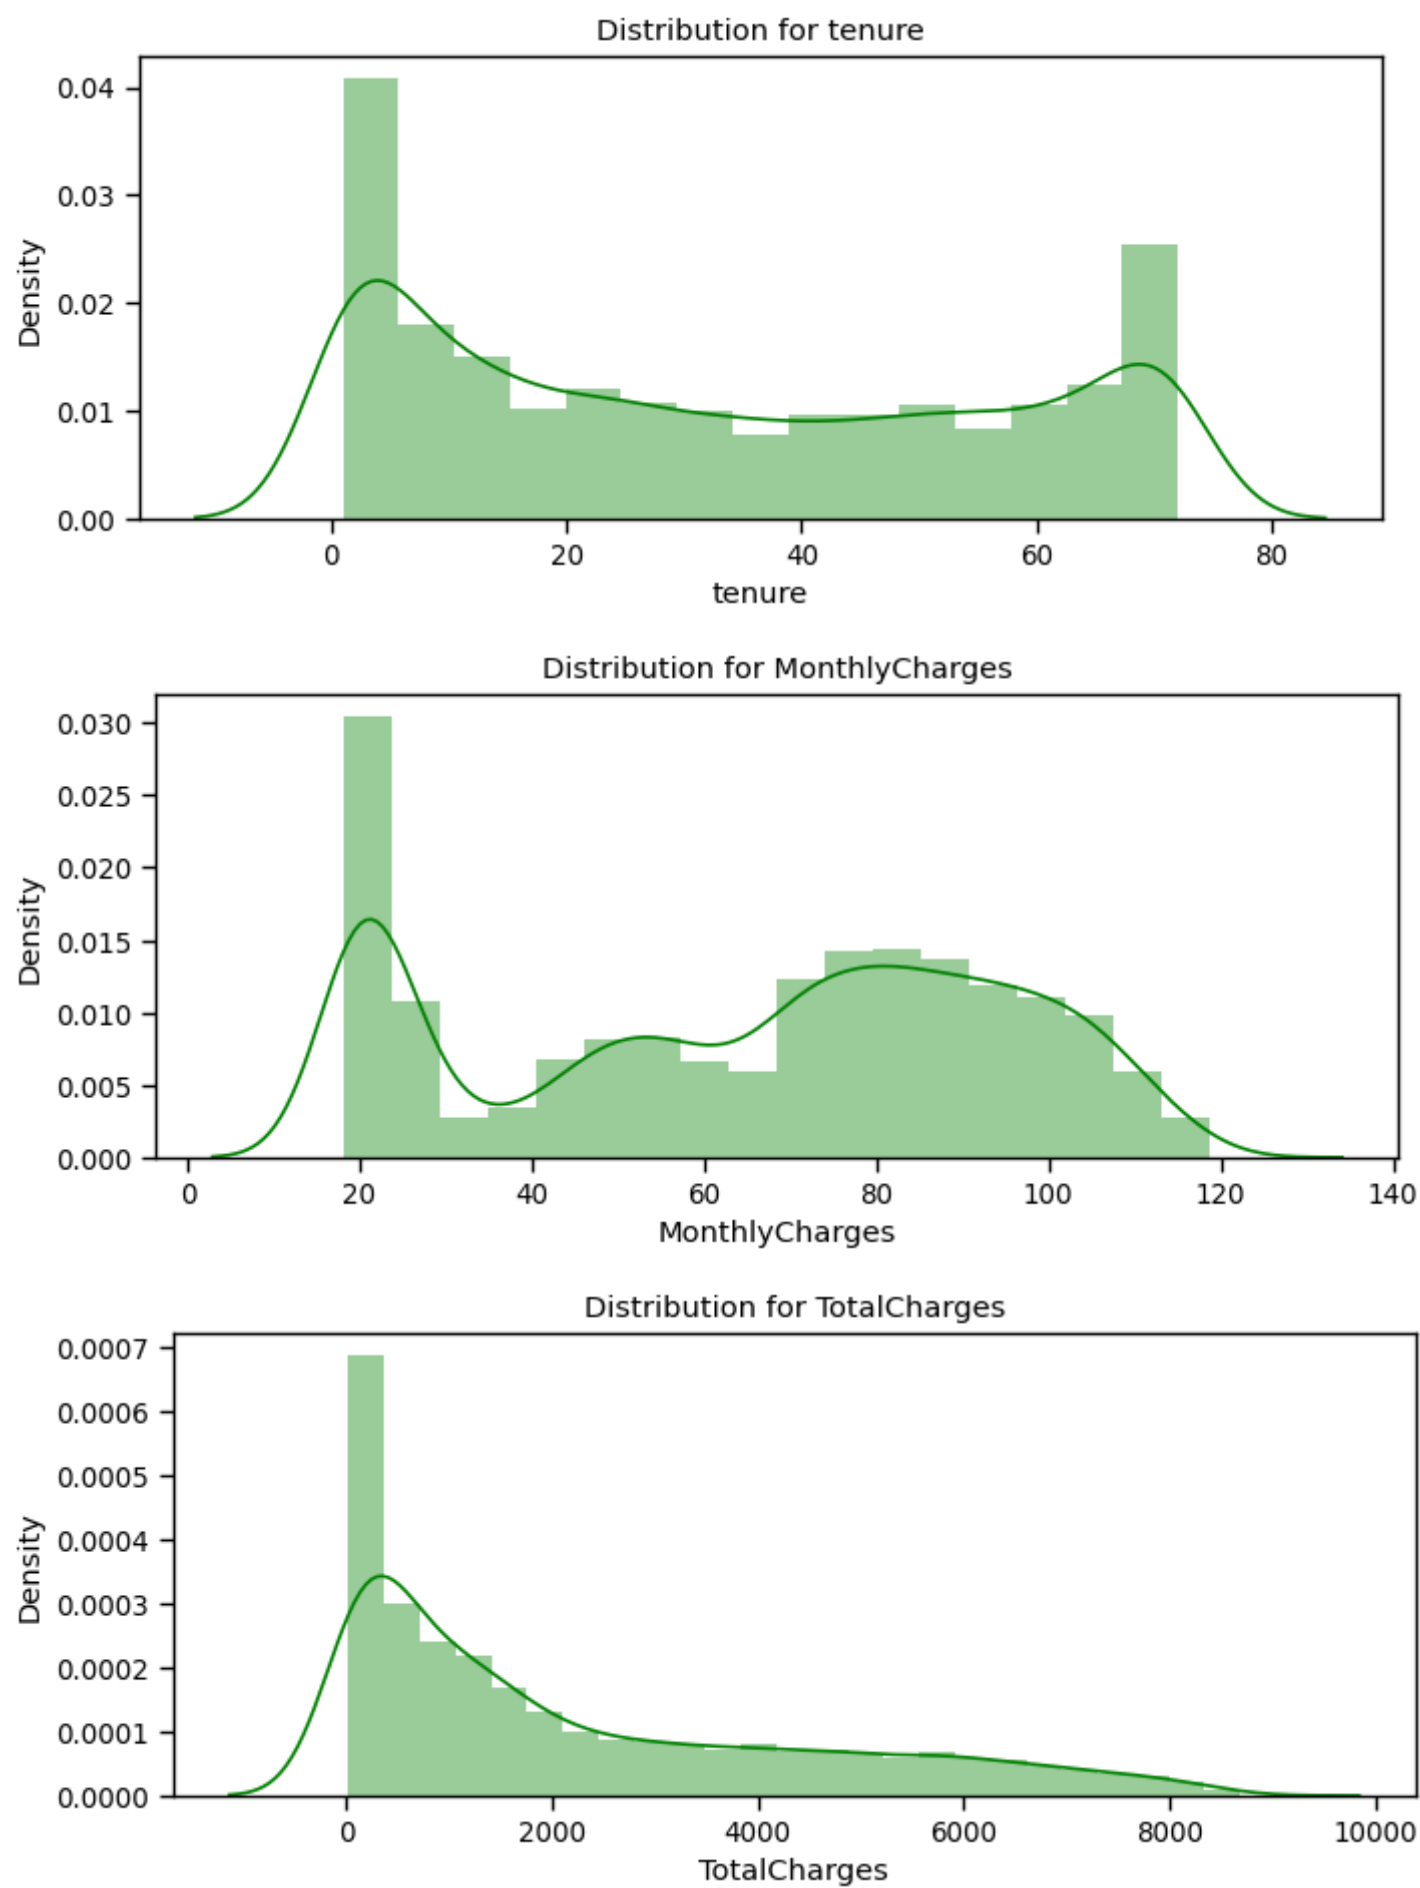 Distribution for tenure
0.04
0.03
0.02
0.01
0.00
Density
0 20 40 60 80
tenure
Distribution for MonthlyCharges
0.030
0.025
0.020
0.015
0.010
0.005
0.000
Density
0 20 40 60 80 100 120 140
MonthlyCharges
Distribution for TotalCharges
0.0007
0.0006
0.0005
0.0004
0.0003
0.0002
0.0001
0.0000
Density
0 2000 4000 6000 8000 10000
TotalCharges